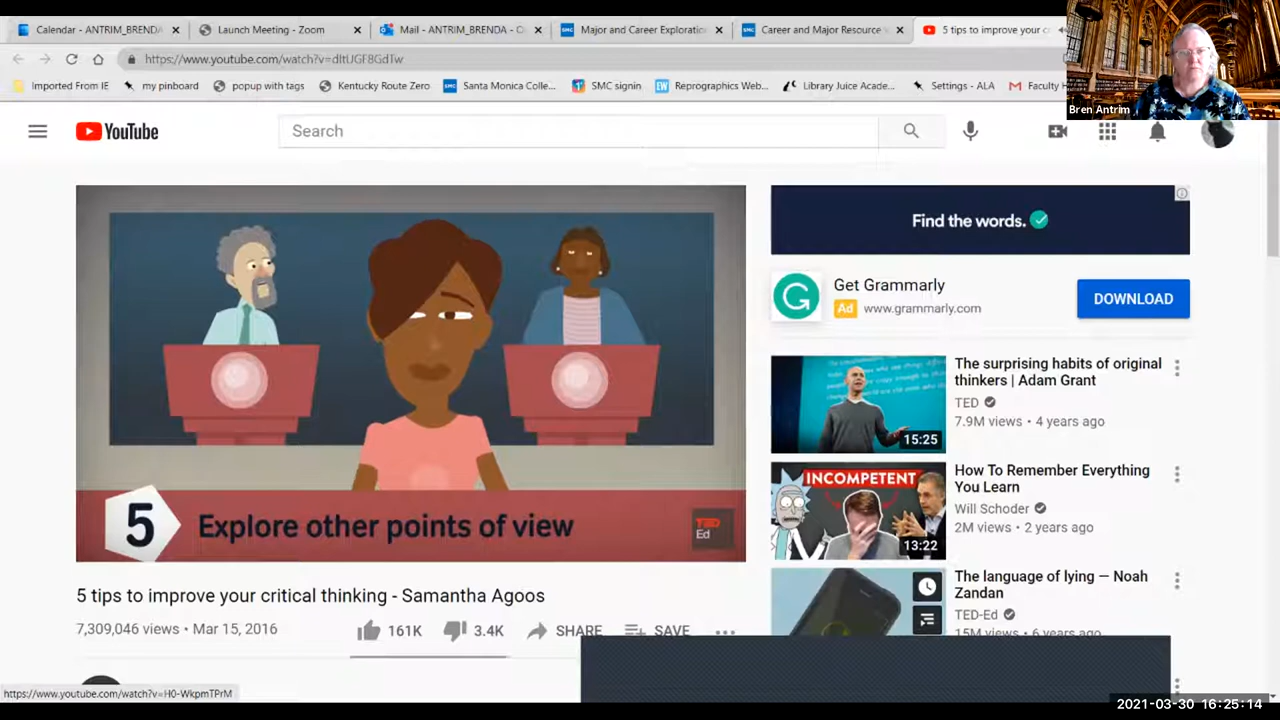 Calendar - ANTRIM_BRENDA
Launch Meeting - Zoom
Mail - ANTRIM_BRENDA - O
Major and Career Exploratio
Career and Major Resource
5 tips to improve your c
https://www.youtube.com/watch?v=dItUGF8GdTw
Imported From IE
my pinboard
popup with tags
Kentucky
Santa Monica Colle...
SMC signin
Reprographics Web...
Library Juice Acade...
Settings - ALA
Faculty
Bren Antrim
YouTube
Search
Find the words.
Get Grammarly
Ad www.grammarly.com
DOWNLOAD
The surprising habits of original
thinkers | Adam Grant
TED
7.9M views • 4 years ago
15:25
INCOMPETENT
How To Remember Everything
You Learn
Will Schoder
2M views • 2 years ago
13:22
5 Explore other points of view
TED
Ed
The language of lying — Noah
Zandan
TED-Ed
15M views • 6 years ago
5 tips to improve your critical thinking - Samantha Agoos
7,309,046 views • Mar 15, 2016
161K
3.4K
SHARE
SAVE
https://www.youtube.com/watch?v=H0-WkpmTPrM
2021-03-30 16:25:14